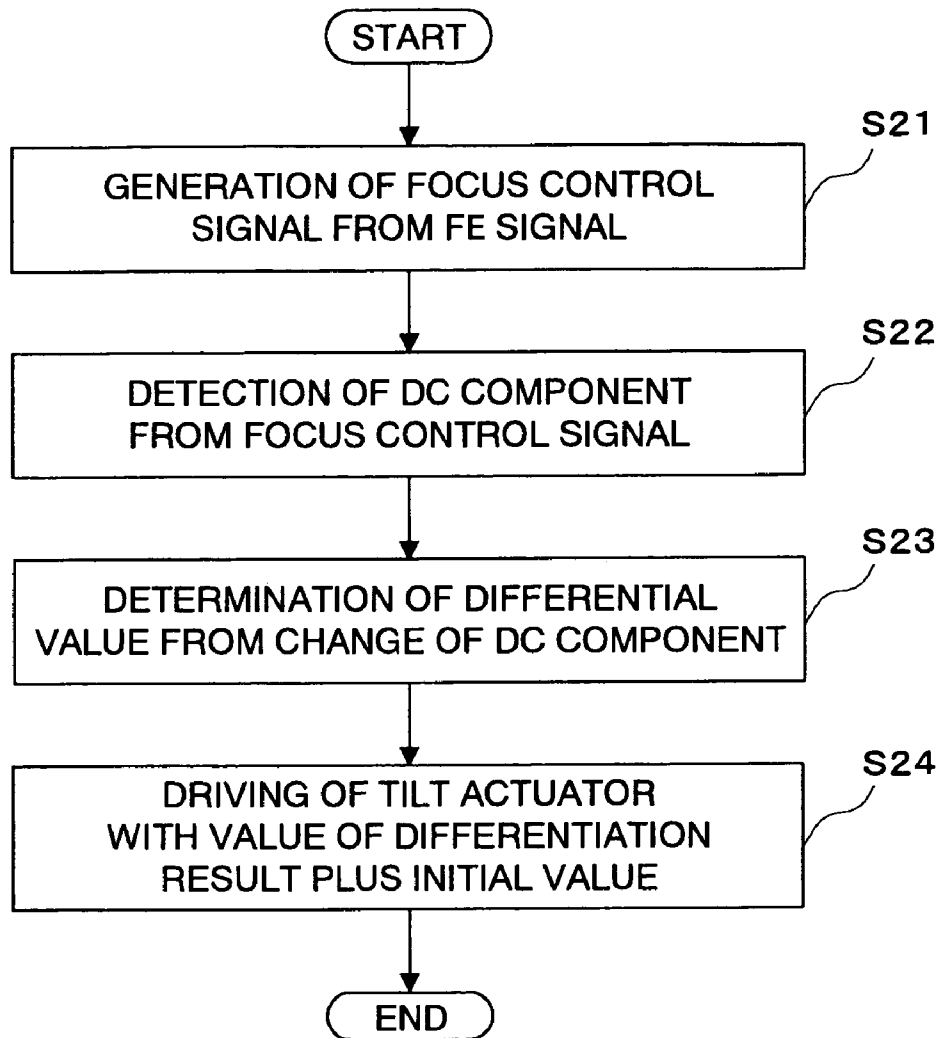 START
S21
GENERATION OF FOCUS CONTROL
SIGNAL FROM FE SIGNAL
S22
DETECTION OF DC COMPONENT
FROM FOCUS CONTROL SIGNAL
S23
DETERMINATION OF DIFFERENTIAL
VALUE FROM CHANGE OF DC COMPONENT
S24
DRIVING OF TILT ACTUATOR
WITH VALUE OF DIFFERENTIATION
RESULT PLUS INITIAL VALUE
END